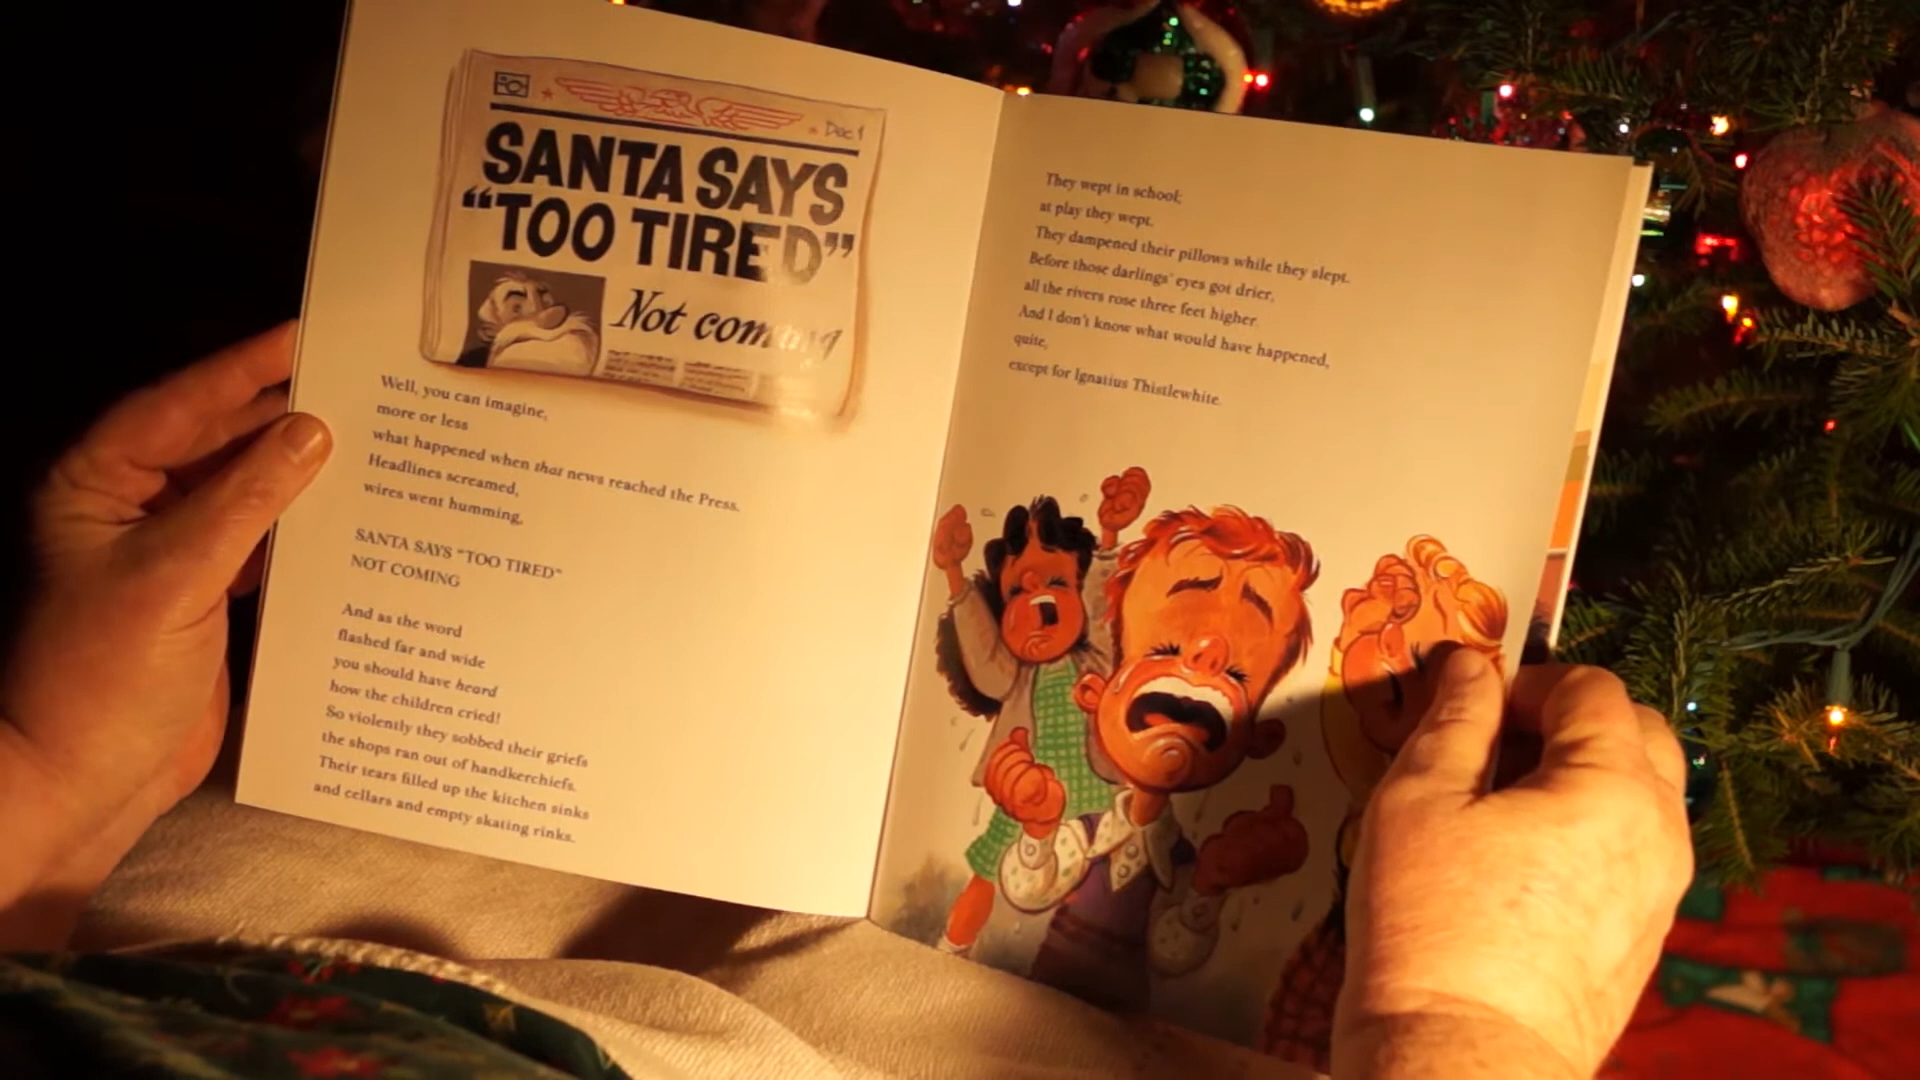 Dec 1
SANTA SAYS
“TOO TIRED”
Not coming
Well, you can imagine,
more or less
what happened when that news reached the Press.
Headlines screamed,
wires went humming,
SANTA SAYS “TOO TIRED”
NOT COMING
And as the word
flashed far and wide
you should have heard
how the children cried!
So violently they sobbed their griefs
the shops ran out of handkerchiefs.
Their tears filled up the kitchen sinks
and cellars and empty skating rinks.
They wept in school;
at play they wept.
They dampened their pillows while they slept.
Before those darlings’ eyes got drier,
all the rivers rose three feet higher.
And I don’t know what would have happened,
quite,
except for Ignatius Thistlewhite.